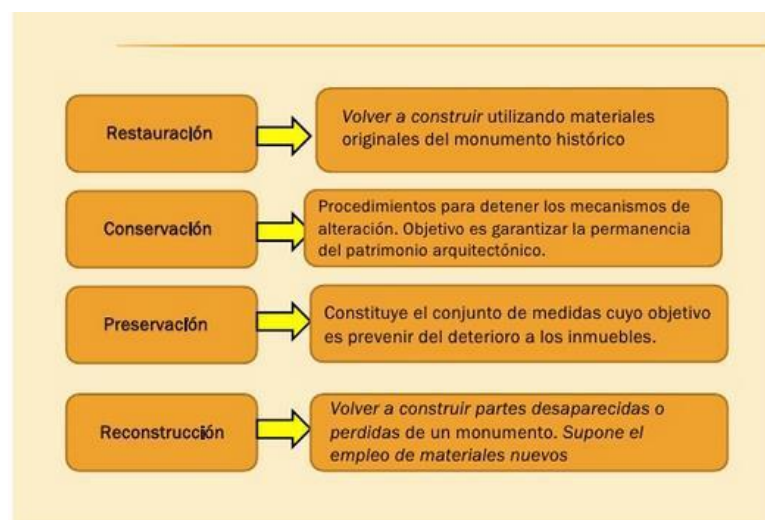 Restauración
Volver a construir utilizando materiales
originales del monumento histórico
Conservación
Procedimientos para detener los mecanismos de
alteración. Objetivo es garantizar la permanencia
del patrimonio arquitectónico.
Preservación
Constituye el conjunto de medidas cuyo objetivo
es prevenir del deterioro a los inmuebles.
Reconstrucción
Volver a construir partes desaparecidas o
perdidas de un monumento. Supone el
empleo de materiales nuevos